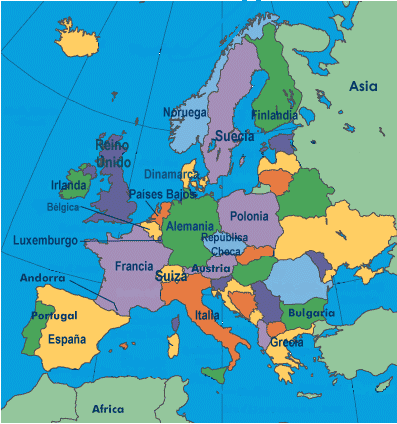 Asia
Noruega
Finlandia
Suecia
Reino
Unido
Dinamarca
Irlanda
Paises Bajos
Bélgica
Polonia
Alemania
Luxemburgo
República
Checa
Francia
Austria
Andorra
Suiza
Portugal
Italia
Bulgaria
España
Grecia
Africa